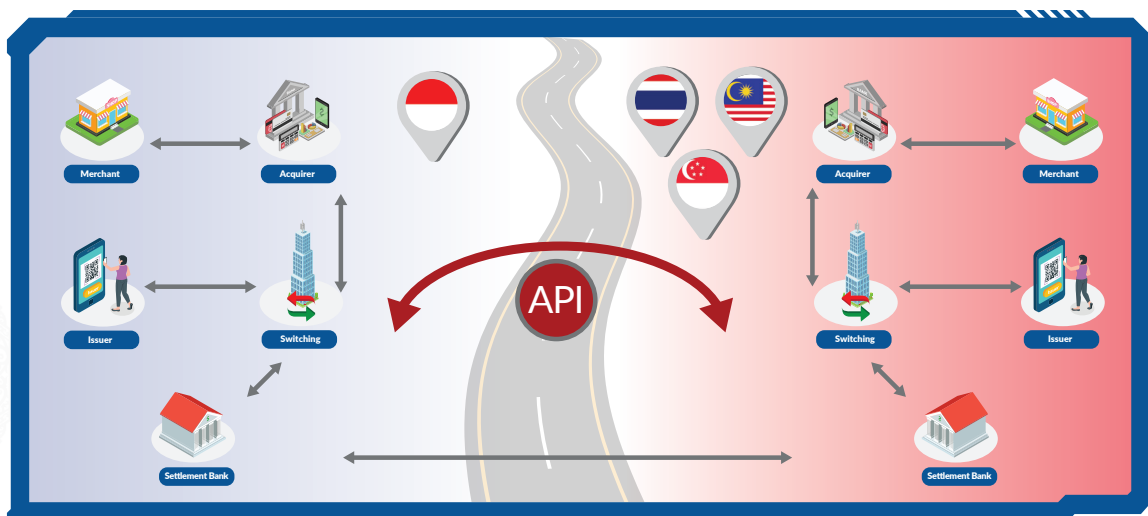 Merchant
Acquirer
Acquirer
Merchant
API
Issuer
Switching
Switching
Issuer
Settlement Bank
Settlement Bank